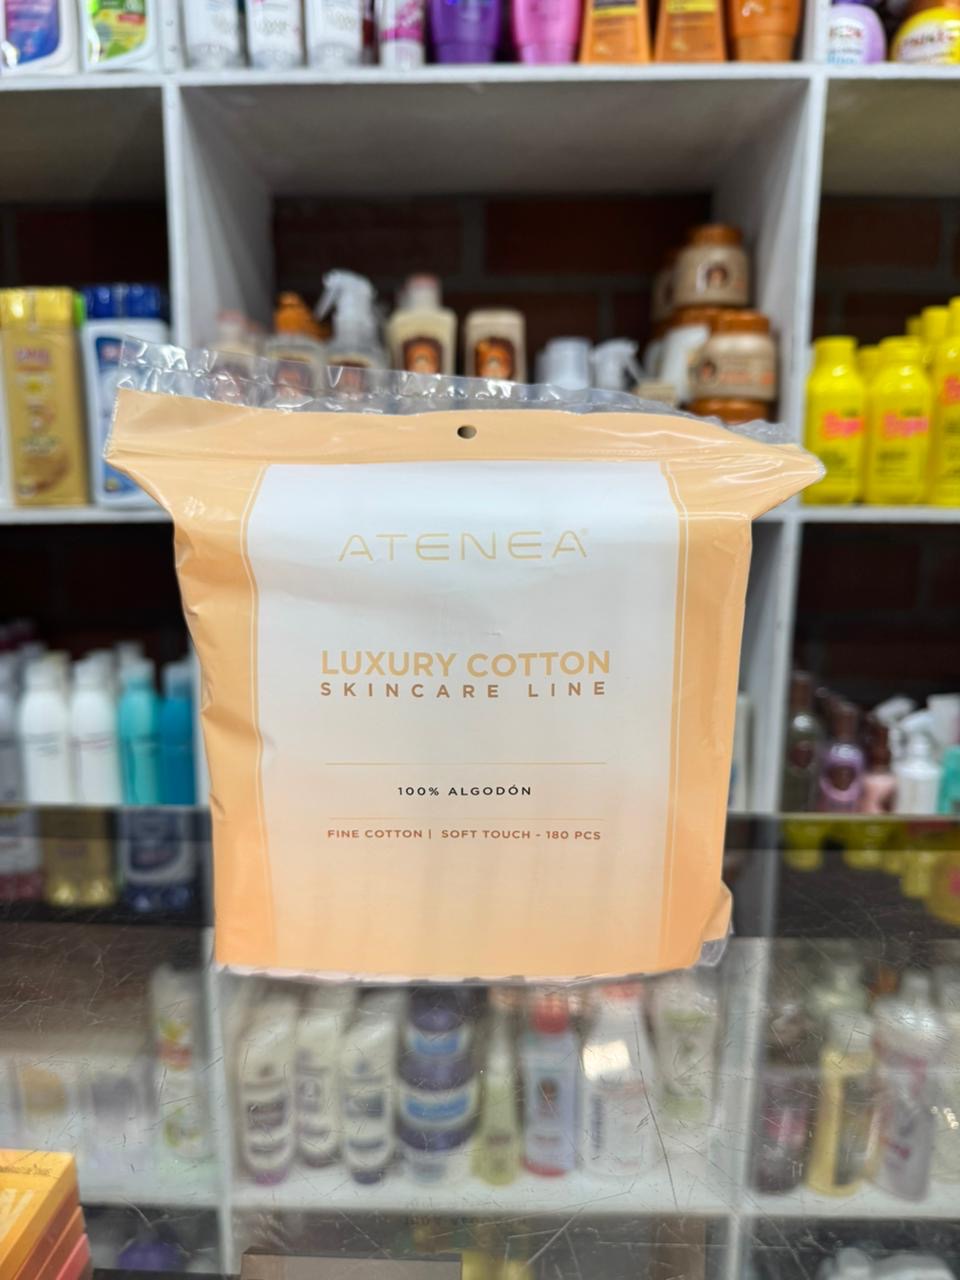 ATENEA®
LUXURY COTTON
SKINCARE LINE
100% ALGODÓN
FINE COTTON | SOFT TOUCH - 180 PCS